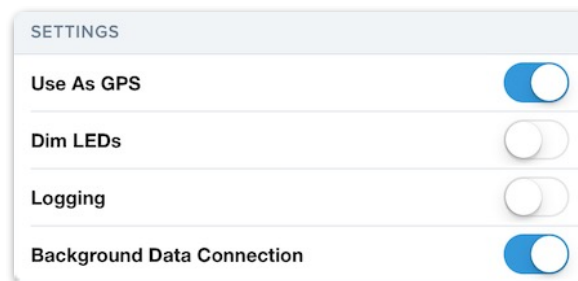 SETTINGS
Use As GPS
Dim LEDs
Logging
Background Data Connection